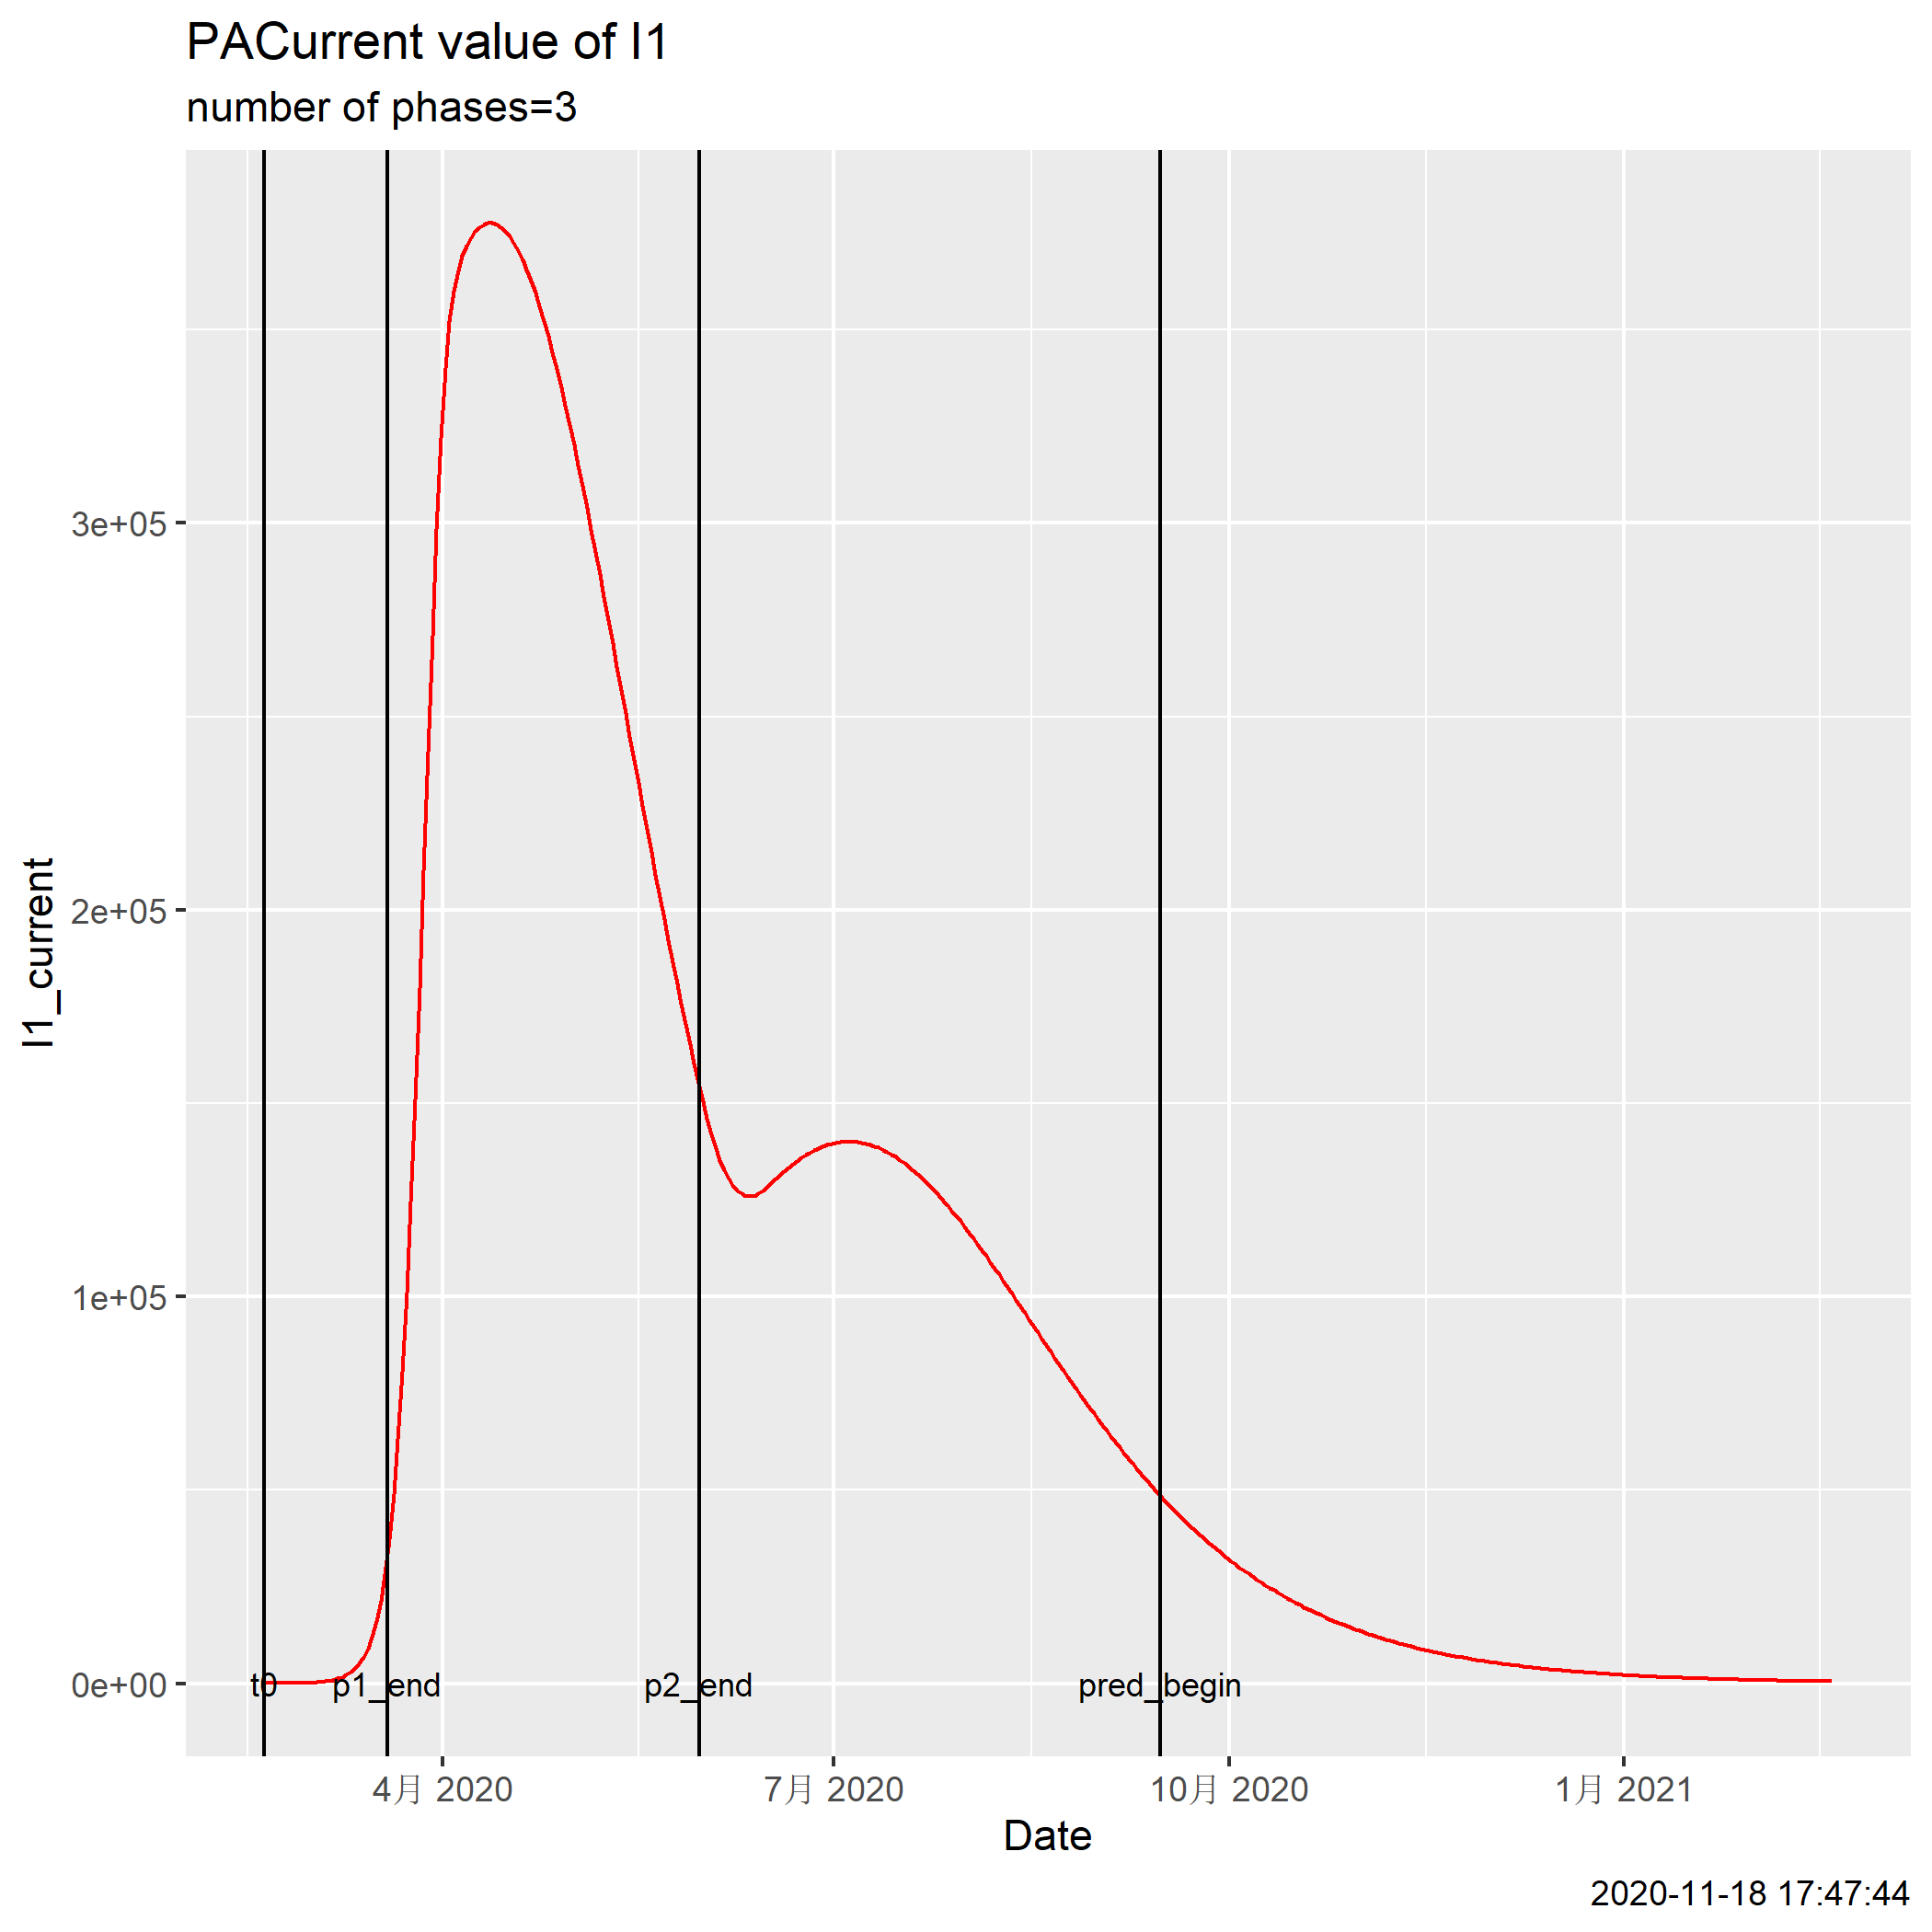 PACurrent value of I1
number of phases=3
I1_current
3e+05
2e+05
1e+05
0e+00
t0 p1_end p2_end pred_begin
4月 2020 7月 2020 10月 2020 1月 2021
Date
2020-11-18 17:47:44